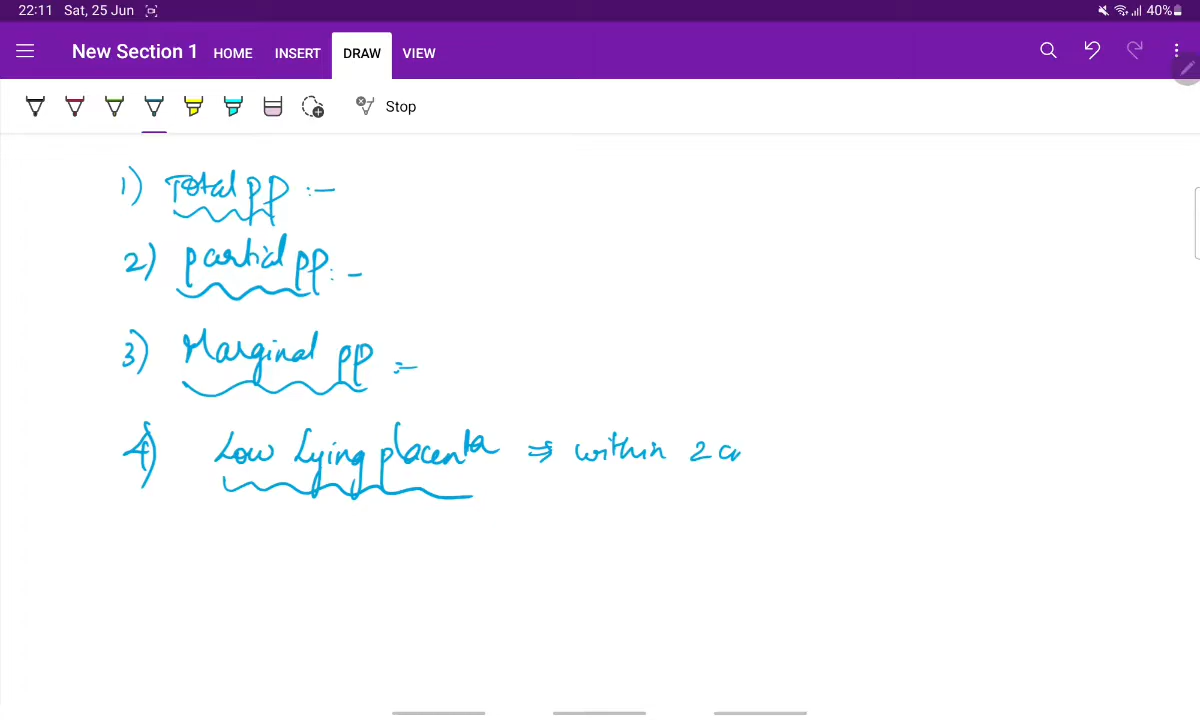 22:11 Sat, 25 Jun 40%
New Section 1 HOME INSERT DRAW VIEW
Stop
1) Total pp :-
2) partial pp :-
3) Marginal pp :-
4) Low Lying placenta ⇒ within 2 c